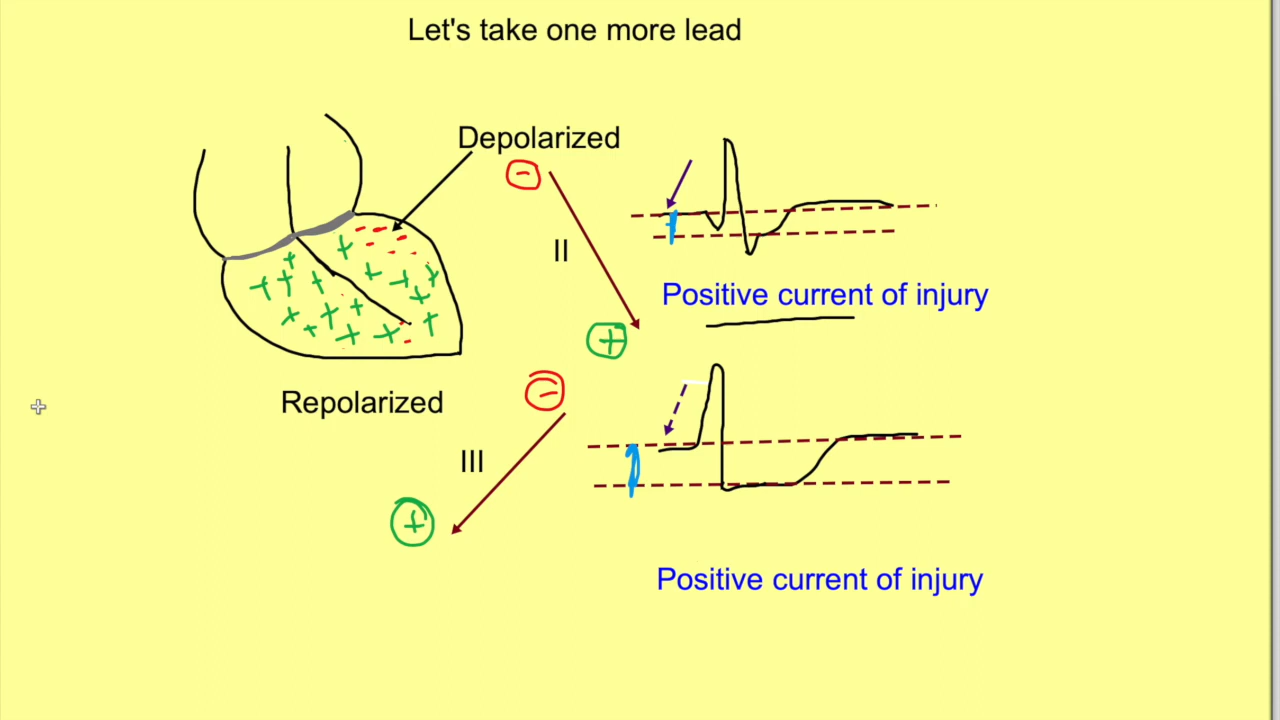 Let's take one more lead
Depolarized
II
Positive current of injury
Repolarized
III
Positive current of injury